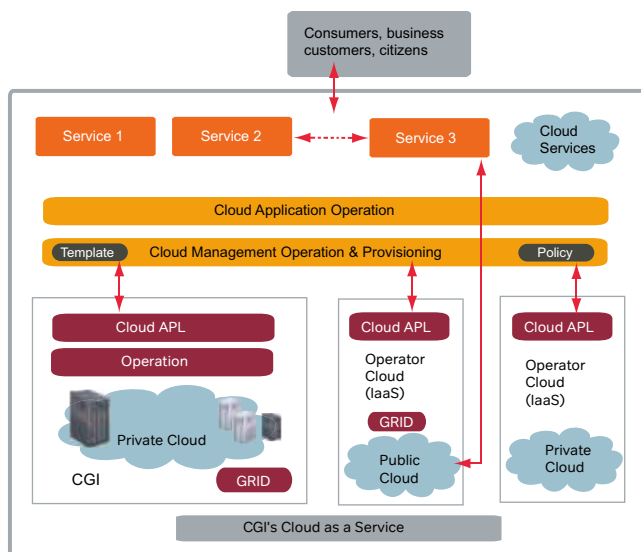 Consumers, business
customers, citizens
Service 1
Service 2
Service 3
Cloud
Services
Cloud Application Operation
Template
Cloud Management Operation & Provisioning
Policy
Cloud APL
Operation
Private Cloud
CGI
GRID
Cloud APL
Operator
Cloud
(IaaS)
GRID
Public
Cloud
Cloud APL
Operator
Cloud
(IaaS)
Private
Cloud
CGI's Cloud as a Service